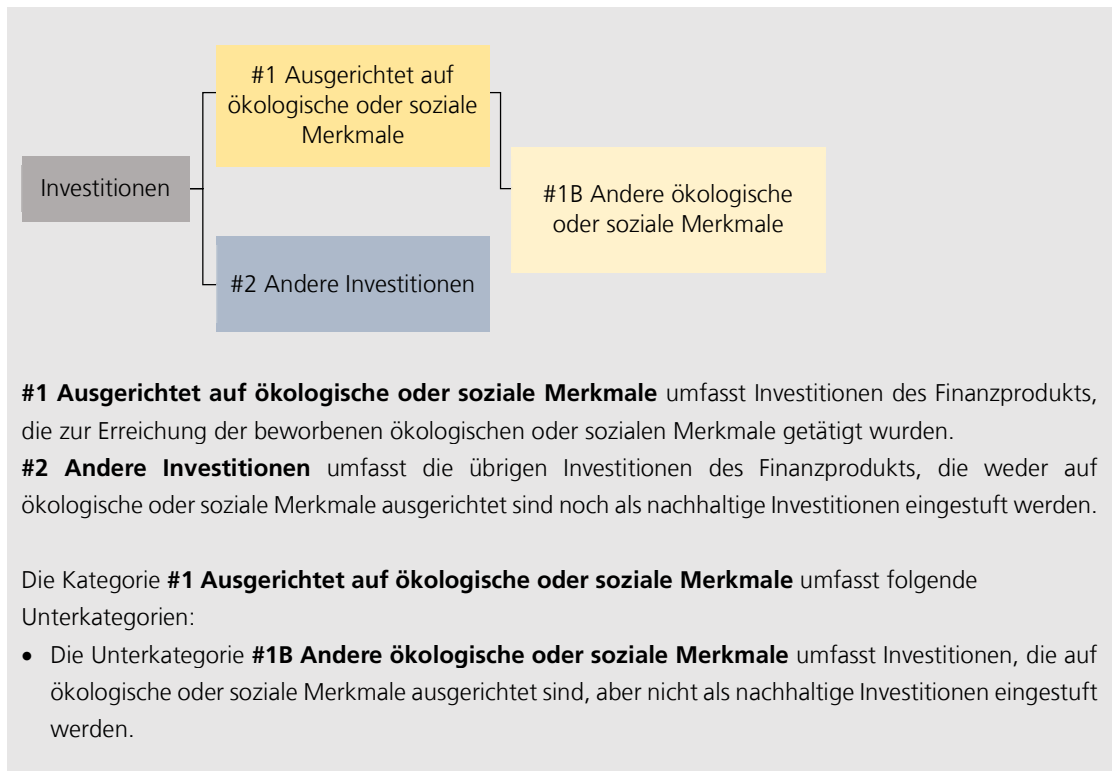 #1 Ausgerichtet auf
ökologische oder soziale
Merkmale
Investitionen
#1B Andere ökologische
oder soziale Merkmale
#2 Andere Investitionen
#1 Ausgerichtet auf ökologische oder soziale Merkmale umfasst Investitionen des Finanzprodukts,
die zur Erreichung der beworbenen ökologischen oder sozialen Merkmale getätigt wurden.
#2 Andere Investitionen umfasst die übrigen Investitionen des Finanzprodukts, die weder auf
ökologische oder soziale Merkmale ausgerichtet sind noch als nachhaltige Investitionen eingestuft werden.
Die Kategorie #1 Ausgerichtet auf ökologische oder soziale Merkmale umfasst folgende
Unterkategorien:
• Die Unterkategorie #1B Andere ökologische oder soziale Merkmale umfasst Investitionen, die auf
ökologische oder soziale Merkmale ausgerichtet sind, aber nicht als nachhaltige Investitionen eingestuft
werden.